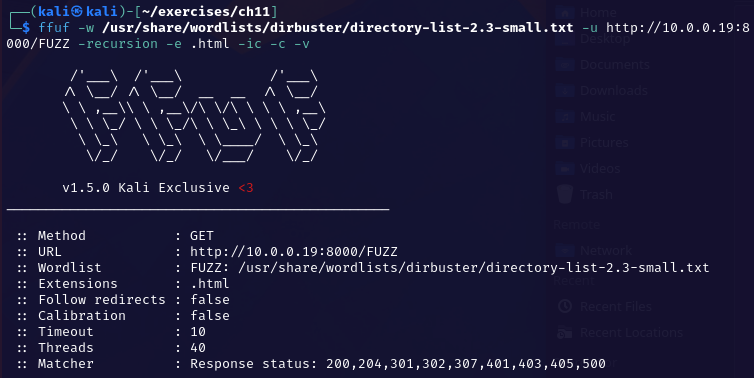 ┌──(kali㉿kali)-[~/exercises/ch11]
└─$ ffuf -w /usr/share/wordlists/dirbuster/directory-list-2.3-small.txt -u http://10.0.0.19:8
000/FUZZ -recursion -e .html -ic -c -v
v1.5.0 Kali Exclusive <3
:: Method : GET
:: URL : http://10.0.0.19:8000/FUZZ
:: Wordlist : FUZZ: /usr/share/wordlists/dirbuster/directory-list-2.3-small.txt
:: Extensions : .html
:: Follow redirects : false
:: Calibration : false
:: Timeout : 10
:: Threads : 40
:: Matcher : Response status: 200,204,301,302,307,401,403,405,500
Home
Desktop
Documents
Downloads
Music
Pictures
Videos
Trash
Network
Recent Files
Recent Locations